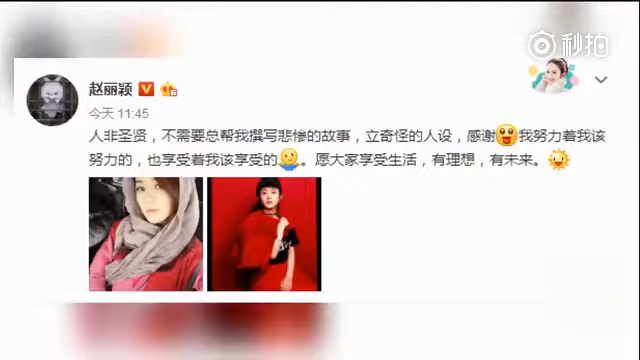 秒拍
赵丽颖
今天 11:45
人非圣贤，不需要总帮我撰写悲惨的故事，立奇怪的人设，感谢我努力着我该
努力的，也享受着我该享受的。愿大家享受生活，有理想，有未来。